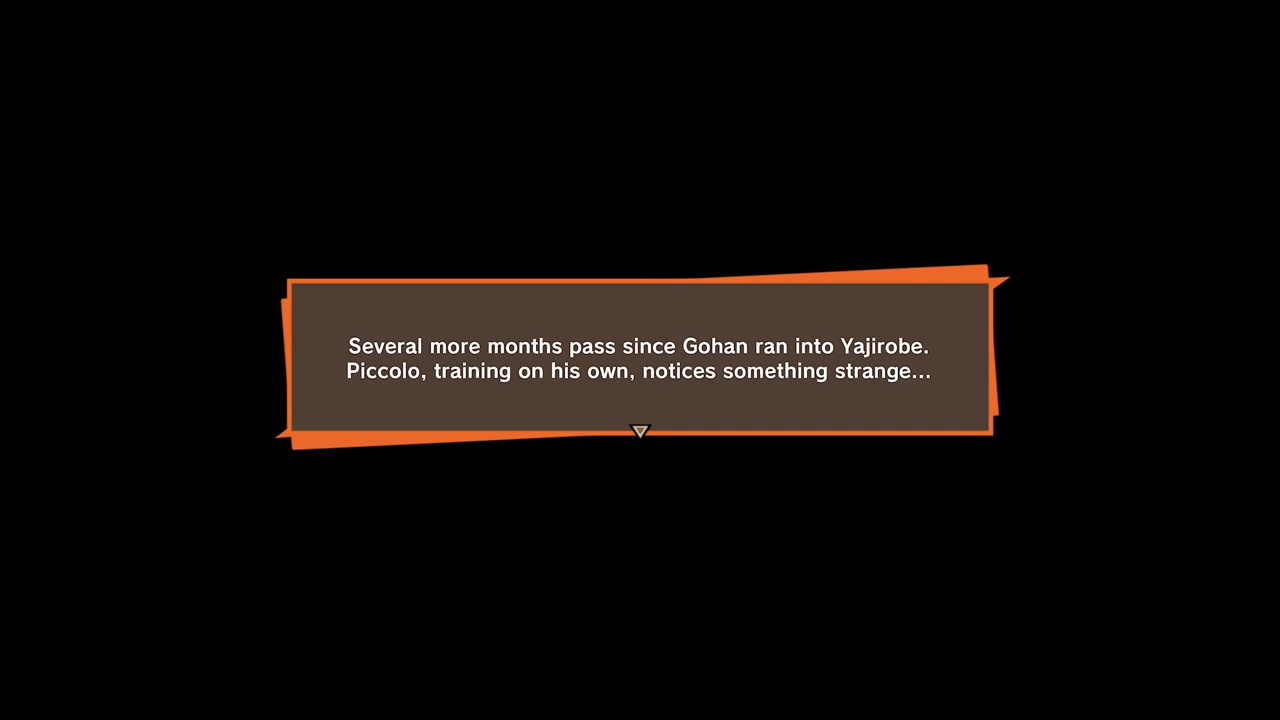 Several more months pass since Gohan ran into Yajirobe.
Piccolo, training on his own, notices something strange...